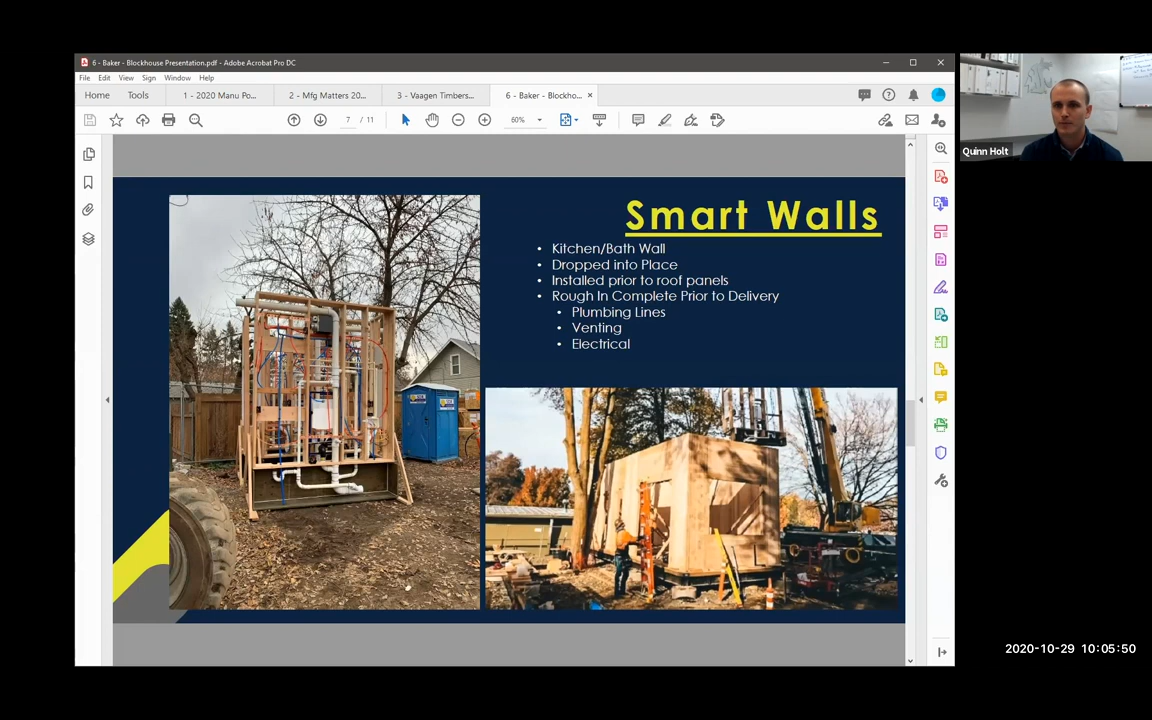 6 - Baker - Blockhouse Presentation.pdf - Adobe Acrobat Pro DC
File Edit View Sign Window Help
Home Tools 1 - 2020 Manu Po... 2 - Mfg Matters 20... 3 - Vaagen Timbers... 6 - Baker - Blockho... ×
7 / 11 60%
Quinn Holt
Smart Walls
• Kitchen/Bath Wall
• Dropped into Place
• Installed prior to roof panels
• Rough In Complete Prior to Delivery
• Plumbing Lines
• Venting
• Electrical
2020-10-29 10:05:50